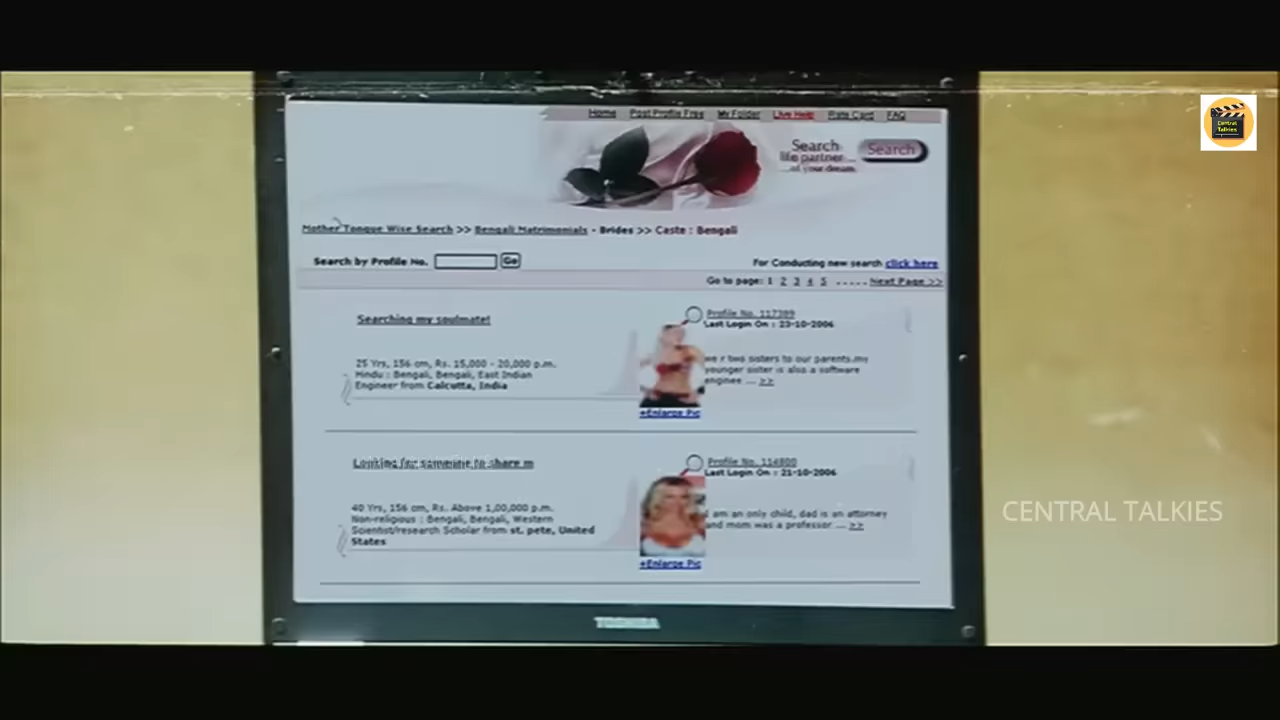 Central
Talkies
Home Post Profile Free My Folder Live Help Rate Card FAQ
Search
life partner ...
... of your dream.
Search
Mother Tongue Wise Search >> Bengali Matrimonials - Brides >> Caste : Bengali
Search by Profile No. Go
For Conducting new search click here
Go to page: 1 2 3 4 5 ..... Next Page >>
Searching my soulmate!
Profile No. 117389
Last Login On : 23-10-2006
25 Yrs, 156 cm, Rs. 15,000 - 20,000 p.m.
Hindu : Bengali, Bengali, East Indian
Engineer from Calcutta, India
we r two sisters to our parents.my
younger sister is also a software
enginee ... >>
+Enlarge Pic
Looking for someone to share m
Profile No. 114800
Last Login On : 21-10-2006
40 Yrs, 156 cm, Rs. Above 1,00,000 p.m.
Non-religious : Bengali, Bengali, Western
Scientist/research Scholar from st. pete, United
States
I am an only child, dad is an attorney
and mom was a professor ... >>
+Enlarge Pic
CENTRAL TALKIES
TOSHIBA